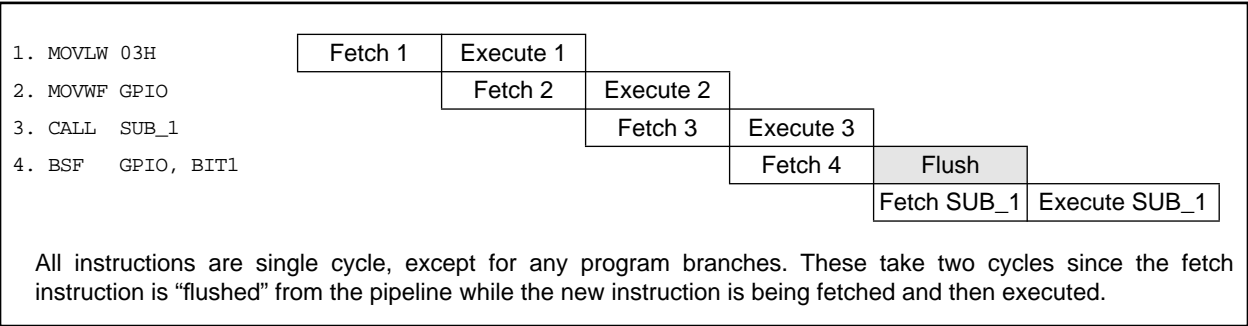 1. MOVLW 03H Fetch 1 Execute 1
2. MOVWF GPIO Fetch 2 Execute 2
3. CALL SUB_1 Fetch 3 Execute 3
4. BSF GPIO, BIT1 Fetch 4 Flush
Fetch SUB_1 Execute SUB_1
All instructions are single cycle, except for any program branches. These take two cycles since the fetch
instruction is “flushed” from the pipeline while the new instruction is being fetched and then executed.